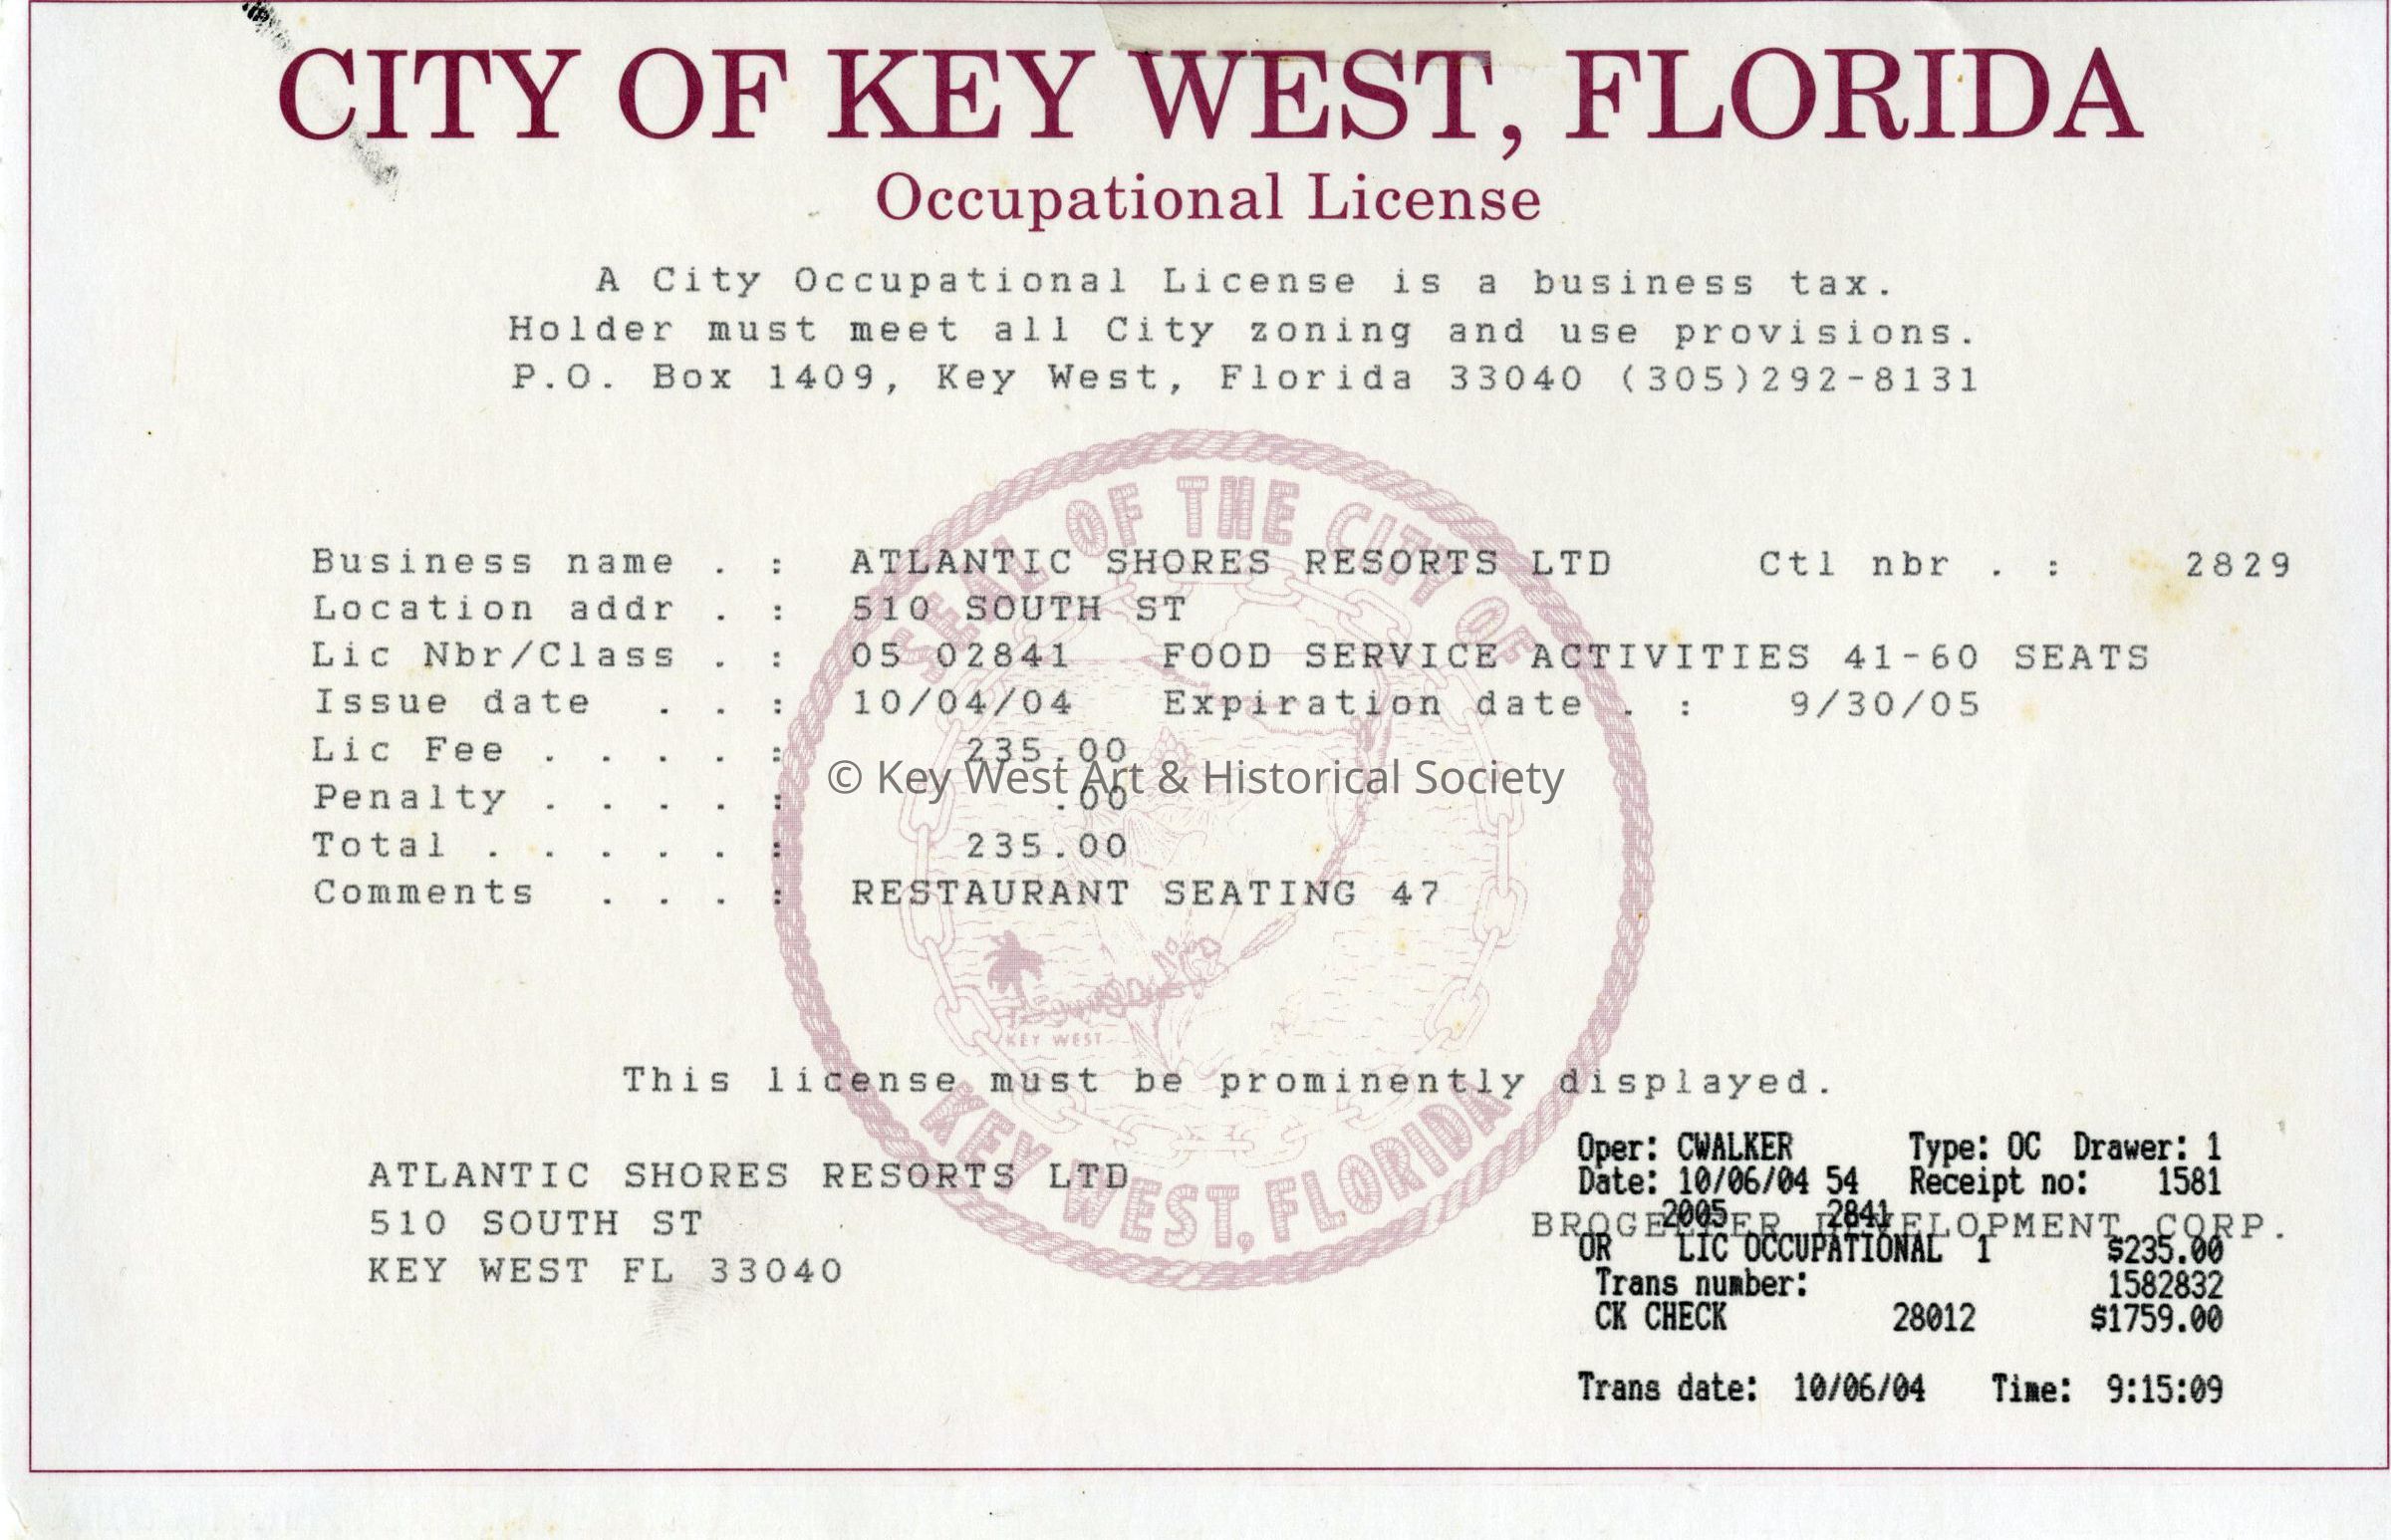 CITY OF KEY WEST, FLORIDA
Occupational License
A City Occupational License is a business tax.
Holder must meet all City zoning and use provisions.
P.O. Box 1409, Key West, Florida 33040 (305)292-8131
SEAL OF THE CITY OF
Business name . : ATLANTIC SHORES RESORTS LTD Ctl nbr . : 2829
Location addr . : 510 SOUTH ST
Lic Nbr/Class . : 05 02841 FOOD SERVICE ACTIVITIES 41-60 SEATS
Issue date . . : 10/04/04 Expiration date . : 9/30/05
Lic Fee . . . . : 235.00
© Key West Art & Historical Society
Penalty . . . . : .00
Total . . . . . : 235.00
Comments . . . : RESTAURANT SEATING 47
KEY WEST
This license must be prominently displayed.
KEY WEST, FLORIDA
ATLANTIC SHORES RESORTS LTD
510 SOUTH ST
KEY WEST FL 33040
Oper: CWALKER Type: OC Drawer: 1
Date: 10/06/04 54 Receipt no: 1581
2005 2841
DEVELOPMENT CORP.
OR LIC OCCUPATIONAL 1 $235.00
Trans number: 1582832
CK CHECK 28012 $1759.00
Trans date: 10/06/04 Time: 9:15:09